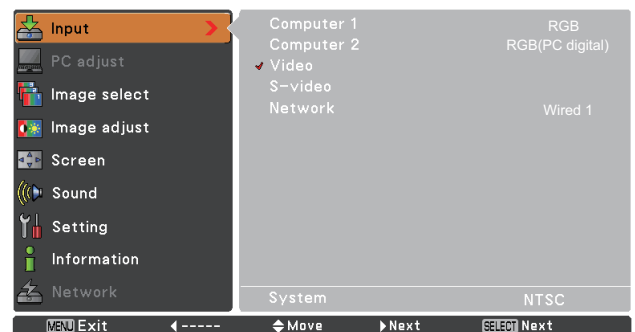 Input
PC adjust
Image select
Image adjust
Screen
Sound
Setting
Information
Network
Computer 1 RGB
Computer 2 RGB(PC digital)
Video
S-video
Network Wired 1
System NTSC
MENU Exit ----- Move Next SELECT Next